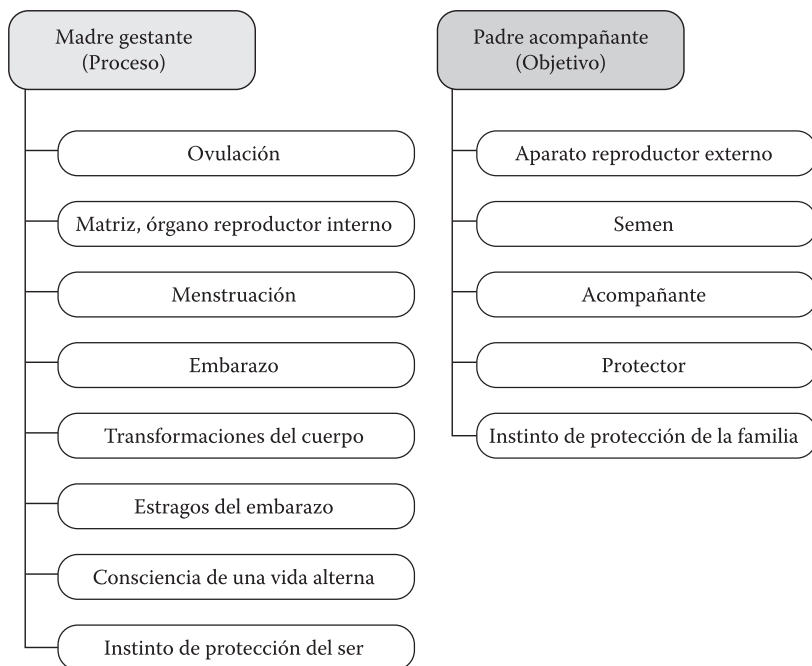 Madre gestante
(Proceso)
Ovulación
Matriz, órgano reproductor interno
Menstruación
Embarazo
Transformaciones del cuerpo
Estragos del embarazo
Consciencia de una vida alterna
Instinto de protección del ser
Padre acompañante
(Objetivo)
Aparato reproductor externo
Semen
Acompañante
Protector
Instinto de protección de la familia